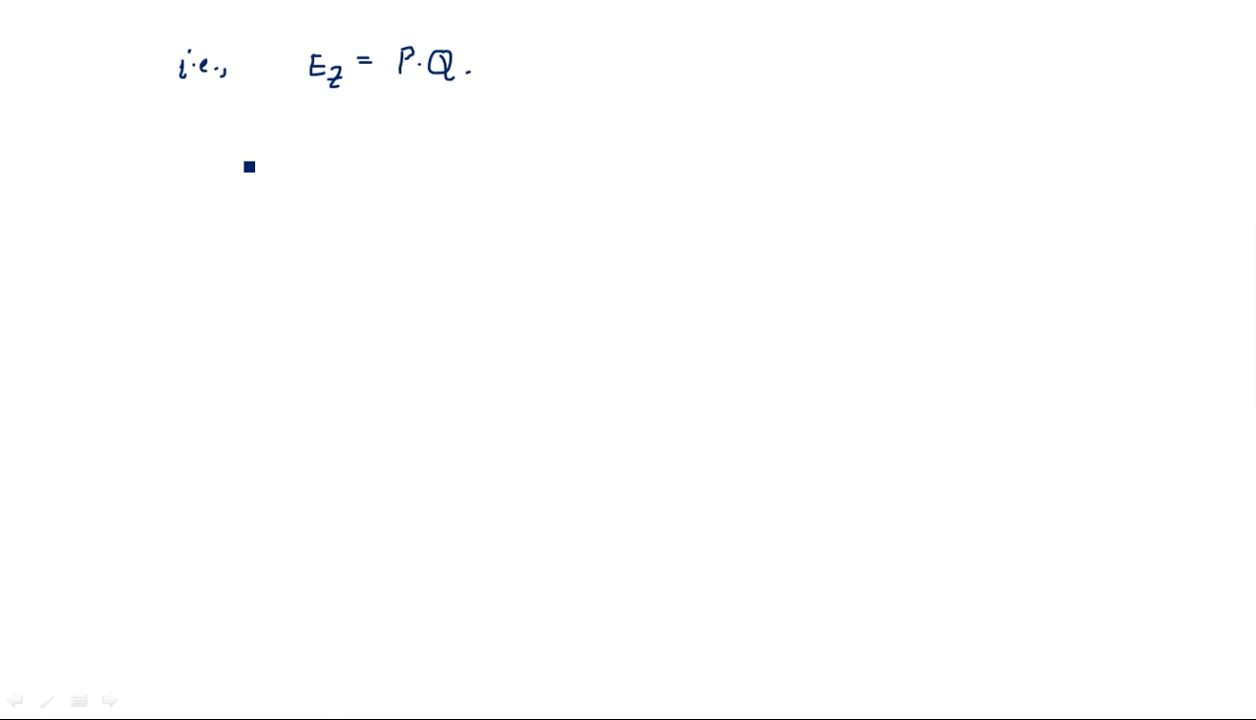 i.e., E_Z = P.Q.